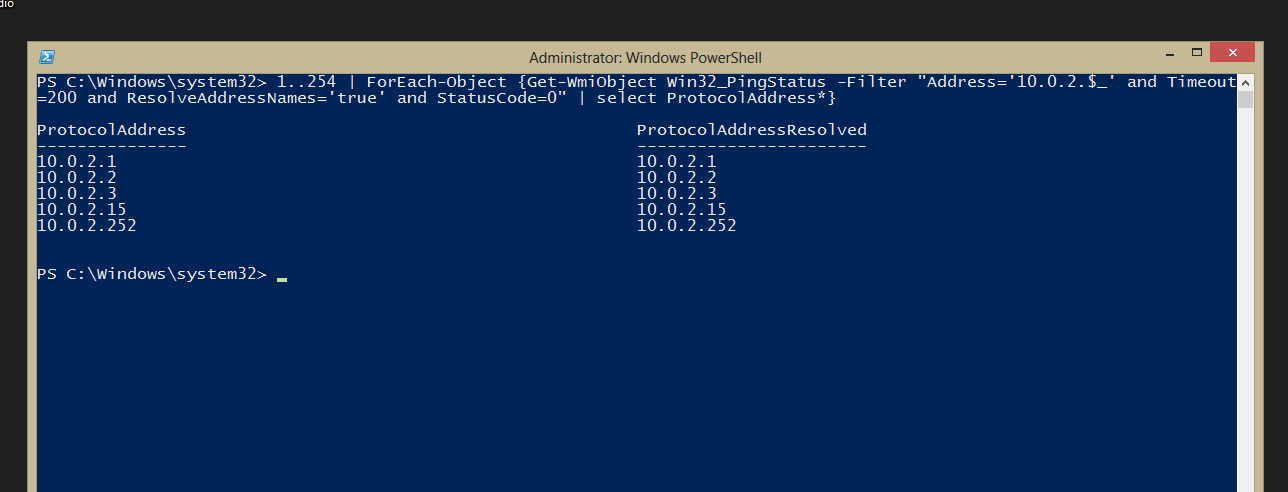 dio
Administrator: Windows PowerShell
PS C:\Windows\system32> 1..254 | ForEach-Object {Get-WmiObject Win32_PingStatus -Filter "Address='10.0.2.$_' and Timeout
=200 and ResolveAddressNames='true' and StatusCode=0" | select ProtocolAddress*}
ProtocolAddress ProtocolAddressResolved
--------------- -----------------------
10.0.2.1 10.0.2.1
10.0.2.2 10.0.2.2
10.0.2.3 10.0.2.3
10.0.2.15 10.0.2.15
10.0.2.252 10.0.2.252
PS C:\Windows\system32> _